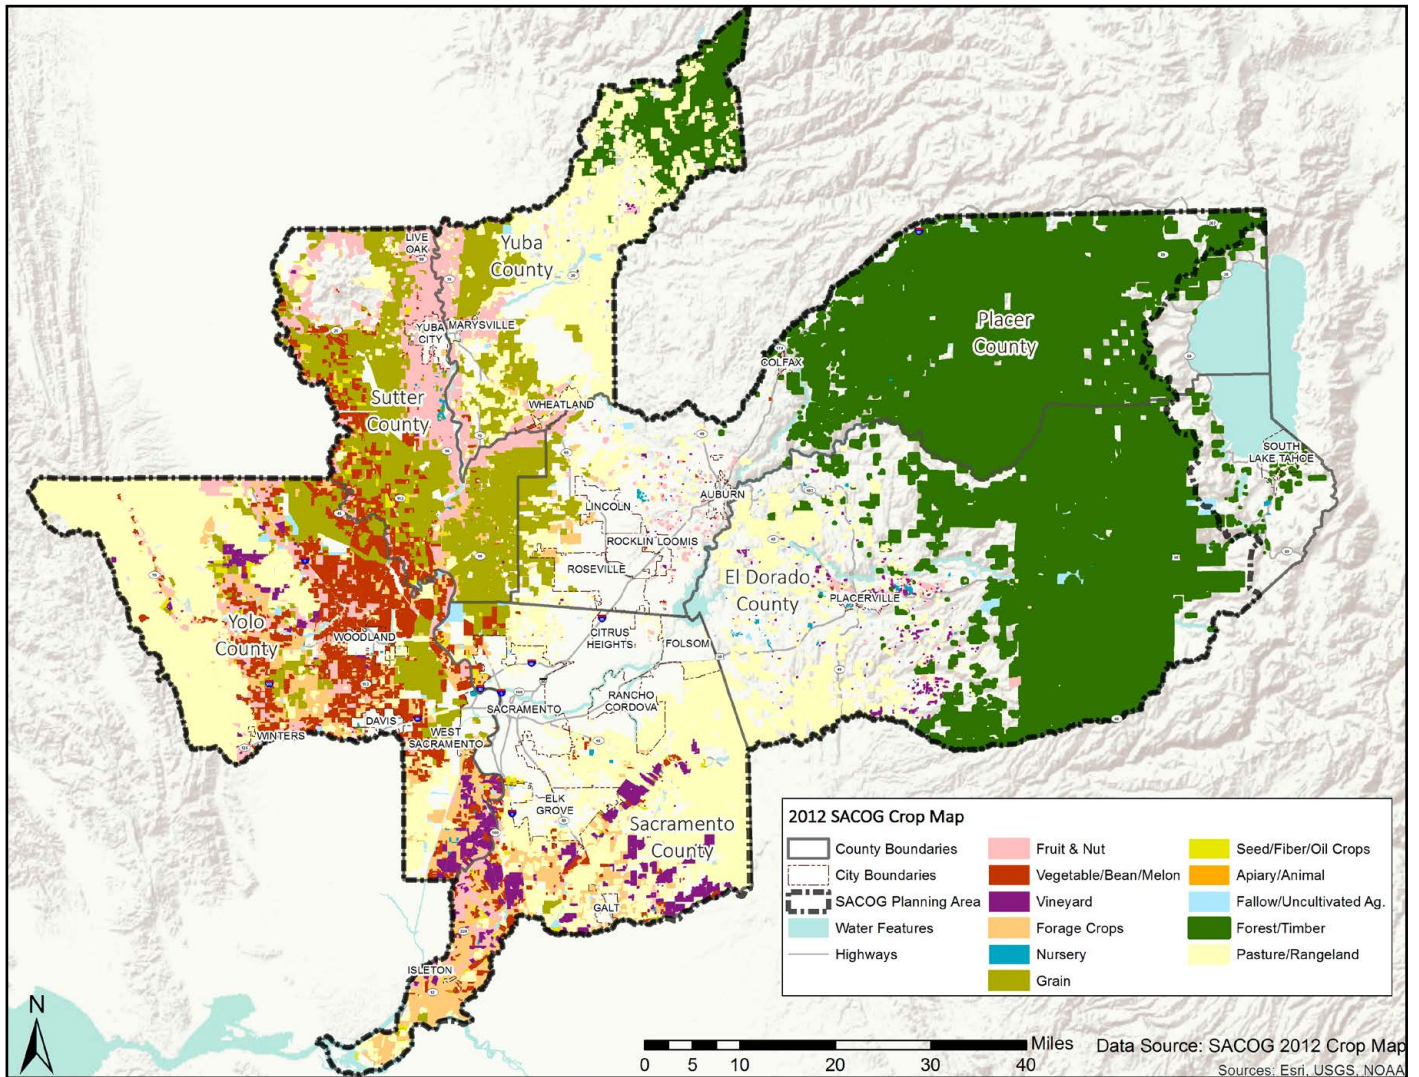 LIVE
OAK
Yuba
County
YUBA
CITY
MARYSVILLE
Placer
County
COLFAX
Sutter
County
WHEATLAND
SOUTH
LAKE TAHOE
LINCOLN
AUBURN
ROCKLIN LOOMIS
ROSEVILLE
El Dorado
County
PLACERVILLE
Yolo
County
WOODLAND
CITRUS
HEIGHTS
FOLSOM
RANCHO
CORDOVA
SACRAMENTO
DAVIS
WINTERS
WEST
SACRAMENTO
ELK
GROVE
Sacramento
County
GALT
ISLETON
2012 SACOG Crop Map
County Boundaries
City Boundaries
SACOG Planning Area
Water Features
Highways
Fruit & Nut
Vegetable/Bean/Melon
Vineyard
Forage Crops
Nursery
Grain
Seed/Fiber/Oil Crops
Apiary/Animal
Fallow/Uncultivated Ag.
Forest/Timber
Pasture/Rangeland
N
Miles
0 5 10 20 30 40
Data Source: SACOG 2012 Crop Map
Sources: Esri, USGS, NOAA